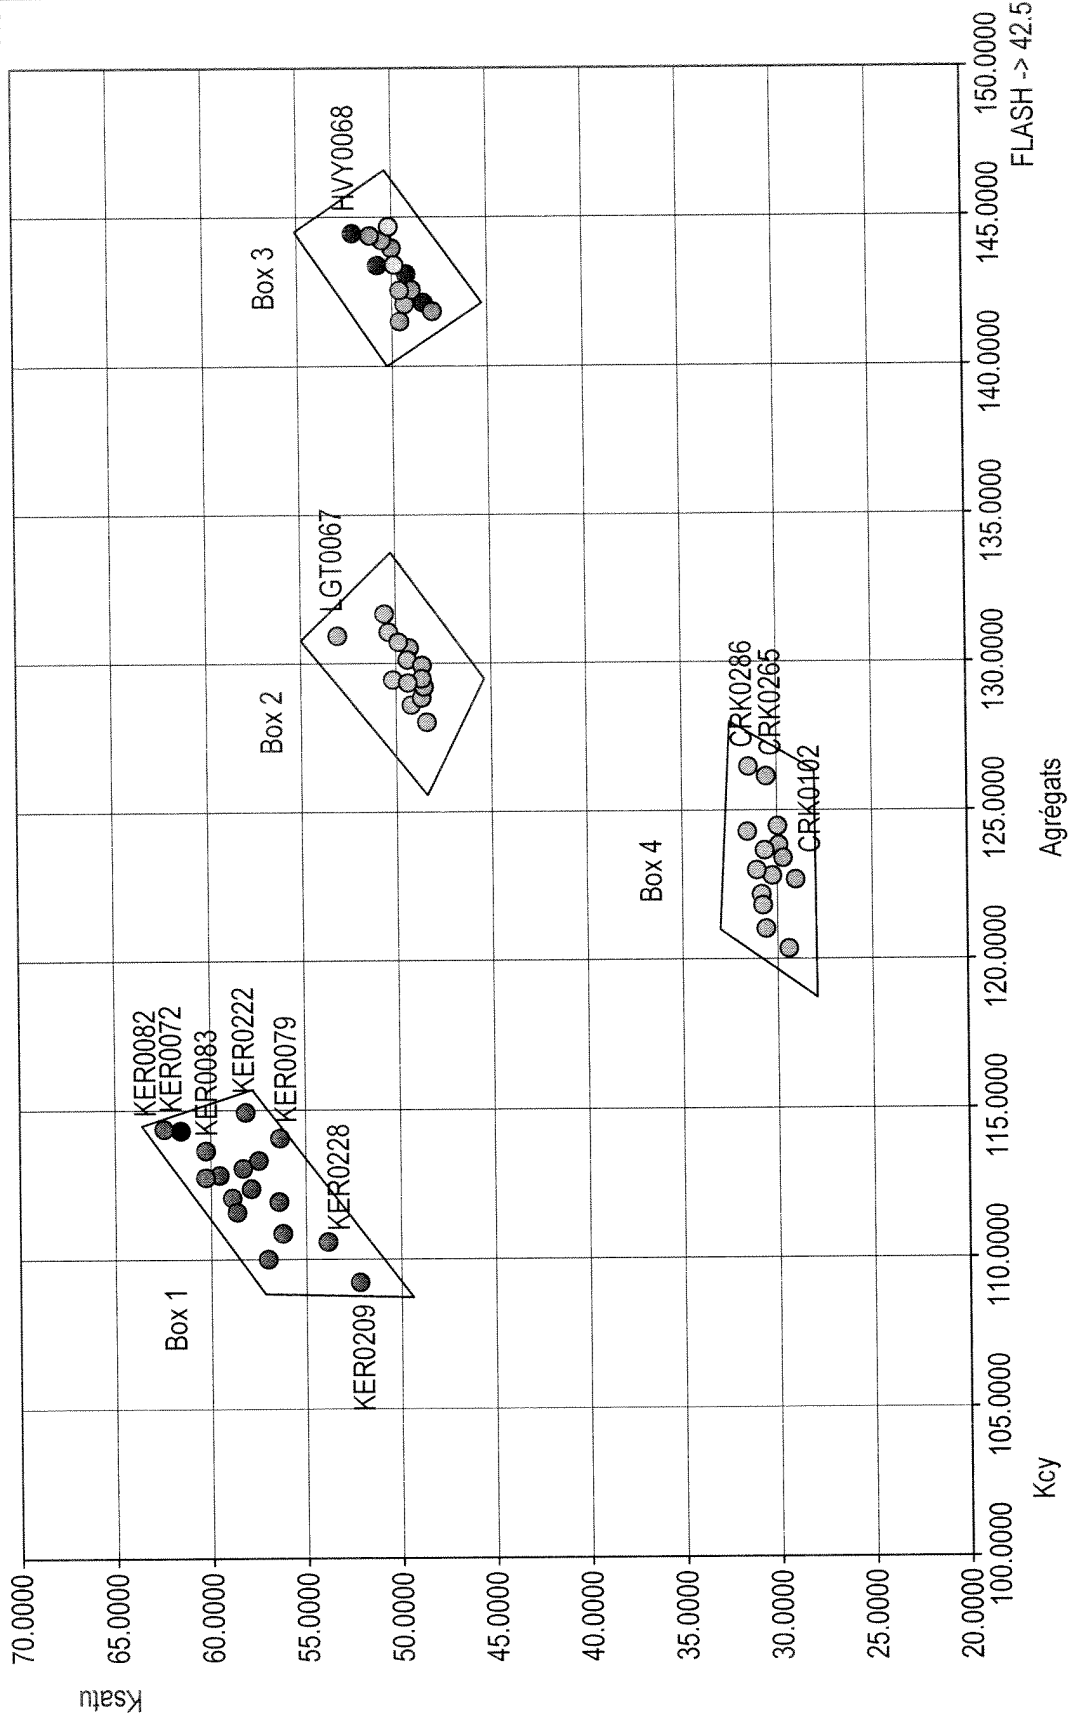 Ksatu
70.0000
65.0000
60.0000
55.0000
50.0000
45.0000
40.0000
35.0000
30.0000
25.0000
20.0000
100.0000
105.0000
110.0000
115.0000
120.0000
125.0000
130.0000
135.0000
140.0000
145.0000
150.0000
Kcy
Agrégats
FLASH -> 42.5
Box 1
KER0082
KER0072
KER0083
KER0222
KER0079
KER0228
KER0209
Box 2
LGT0067
Box 3
HVY0068
Box 4
CRK0286
CRK0265
CRK0102